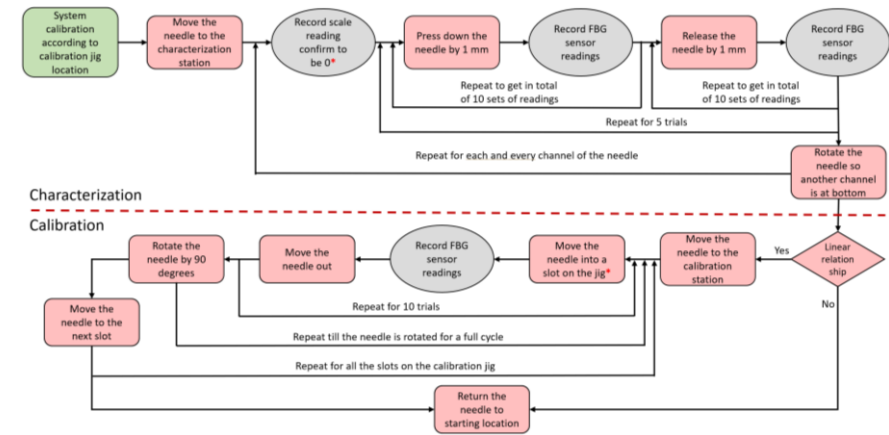 System
calibration
according to
calibration jig
location
Move the
needle to the
characterization
station
Record scale
reading
confirm to
be 0*
Press down the
needle by 1 mm
Record FBG
sensor
readings
Release the
needle by 1 mm
Record FBG
sensor
readings
Repeat to get in total
of 10 sets of readings
Repeat to get in total
of 10 sets of readings
Repeat for 5 trials
Repeat for each and every channel of the needle
Rotate the
needle so
another channel
is at bottom
Characterization
Calibration
Linear
relation
ship
Yes
No
Move the
needle to the
calibration
station
Move the
needle into a
slot on the jig*
Record FBG
sensor
readings
Move the
needle out
Rotate the
needle by 90
degrees
Move the
needle to the
next slot
Repeat for 10 trials
Repeat till the needle is rotated for a full cycle
Repeat for all the slots on the calibration jig
Return the
needle to
starting location